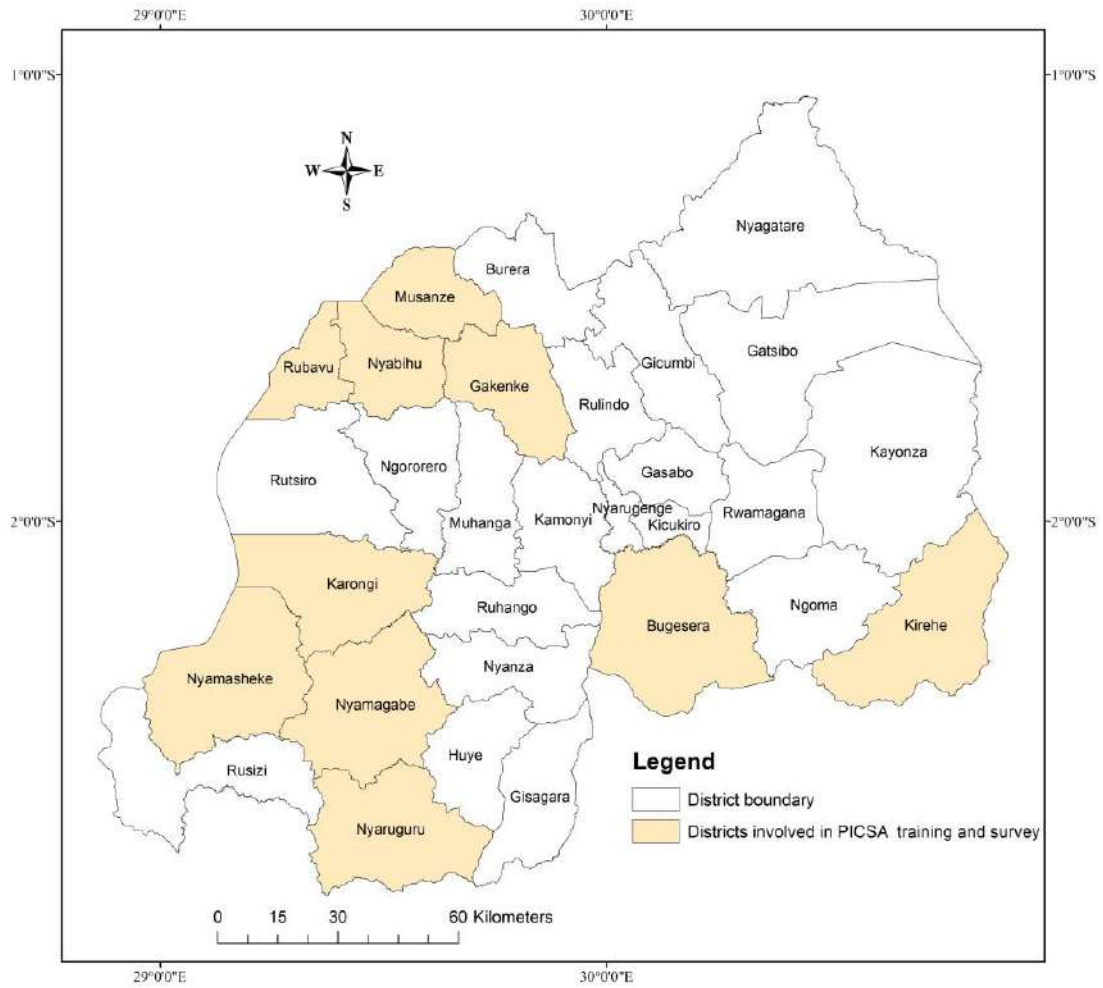 29°0'0"E 30°0'0"E
1°0'0"S 1°0'0"S
N
W E
S
Nyagatare
Burera
Musanze
Gatsibo
Rubavu Nyabihu Gicumbi
Gakenke
Rulindo
Kayonza
Ngororero Gasabo
Rutsiro
Nyarugenge
Muhanga Kamonyi Kicukiro Rwamagana
2°0'0"S 2°0'0"S
Karongi
Ruhango Ngoma
Bugesera Kirehe
Nyanza
Nyamasheke
Nyamagabe
Huye
Rusizi
Gisagara
Nyaruguru
Legend
District boundary
Districts involved in PICSA training and survey
0 15 30 60 Kilometers
29°0'0"E 30°0'0"E